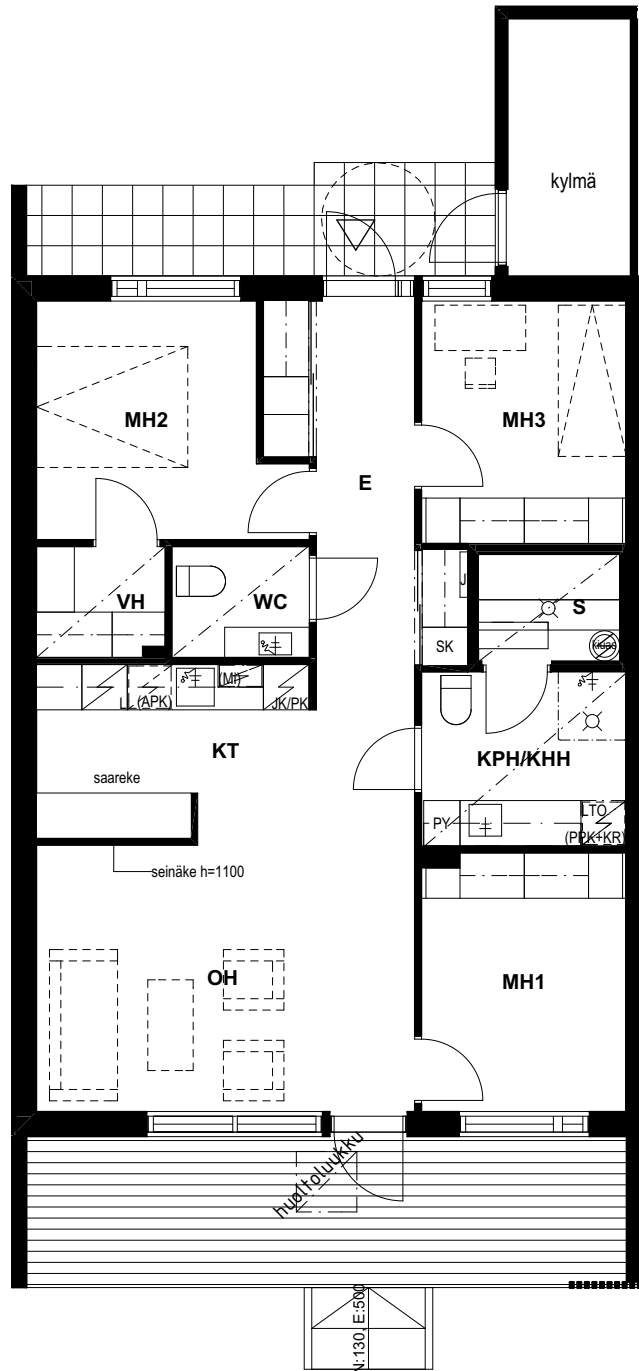 kylmä
MH2
MH3
E
VH
WC
J
S
SK
kiuas
LL(APK)
(MI)
JK/PK
KT
KPH/KHH
saareke
PY
LTO
(PPK+KR)
seinäke h=1100
OH
MH1
huoltoluukku
N:130, E:500